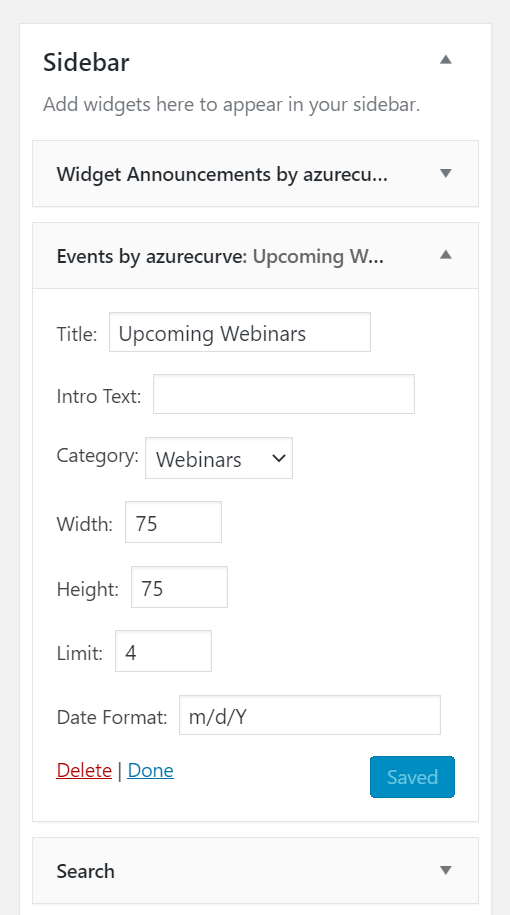 Sidebar
Add widgets here to appear in your sidebar.
Widget Announcements by azurecu...
Events by azurecurve: Upcoming W...
Title: Upcoming Webinars
Intro Text:
Category: Webinars
Width: 75
Height: 75
Limit: 4
Date Format: m/d/Y
Delete | Done Saved
Search